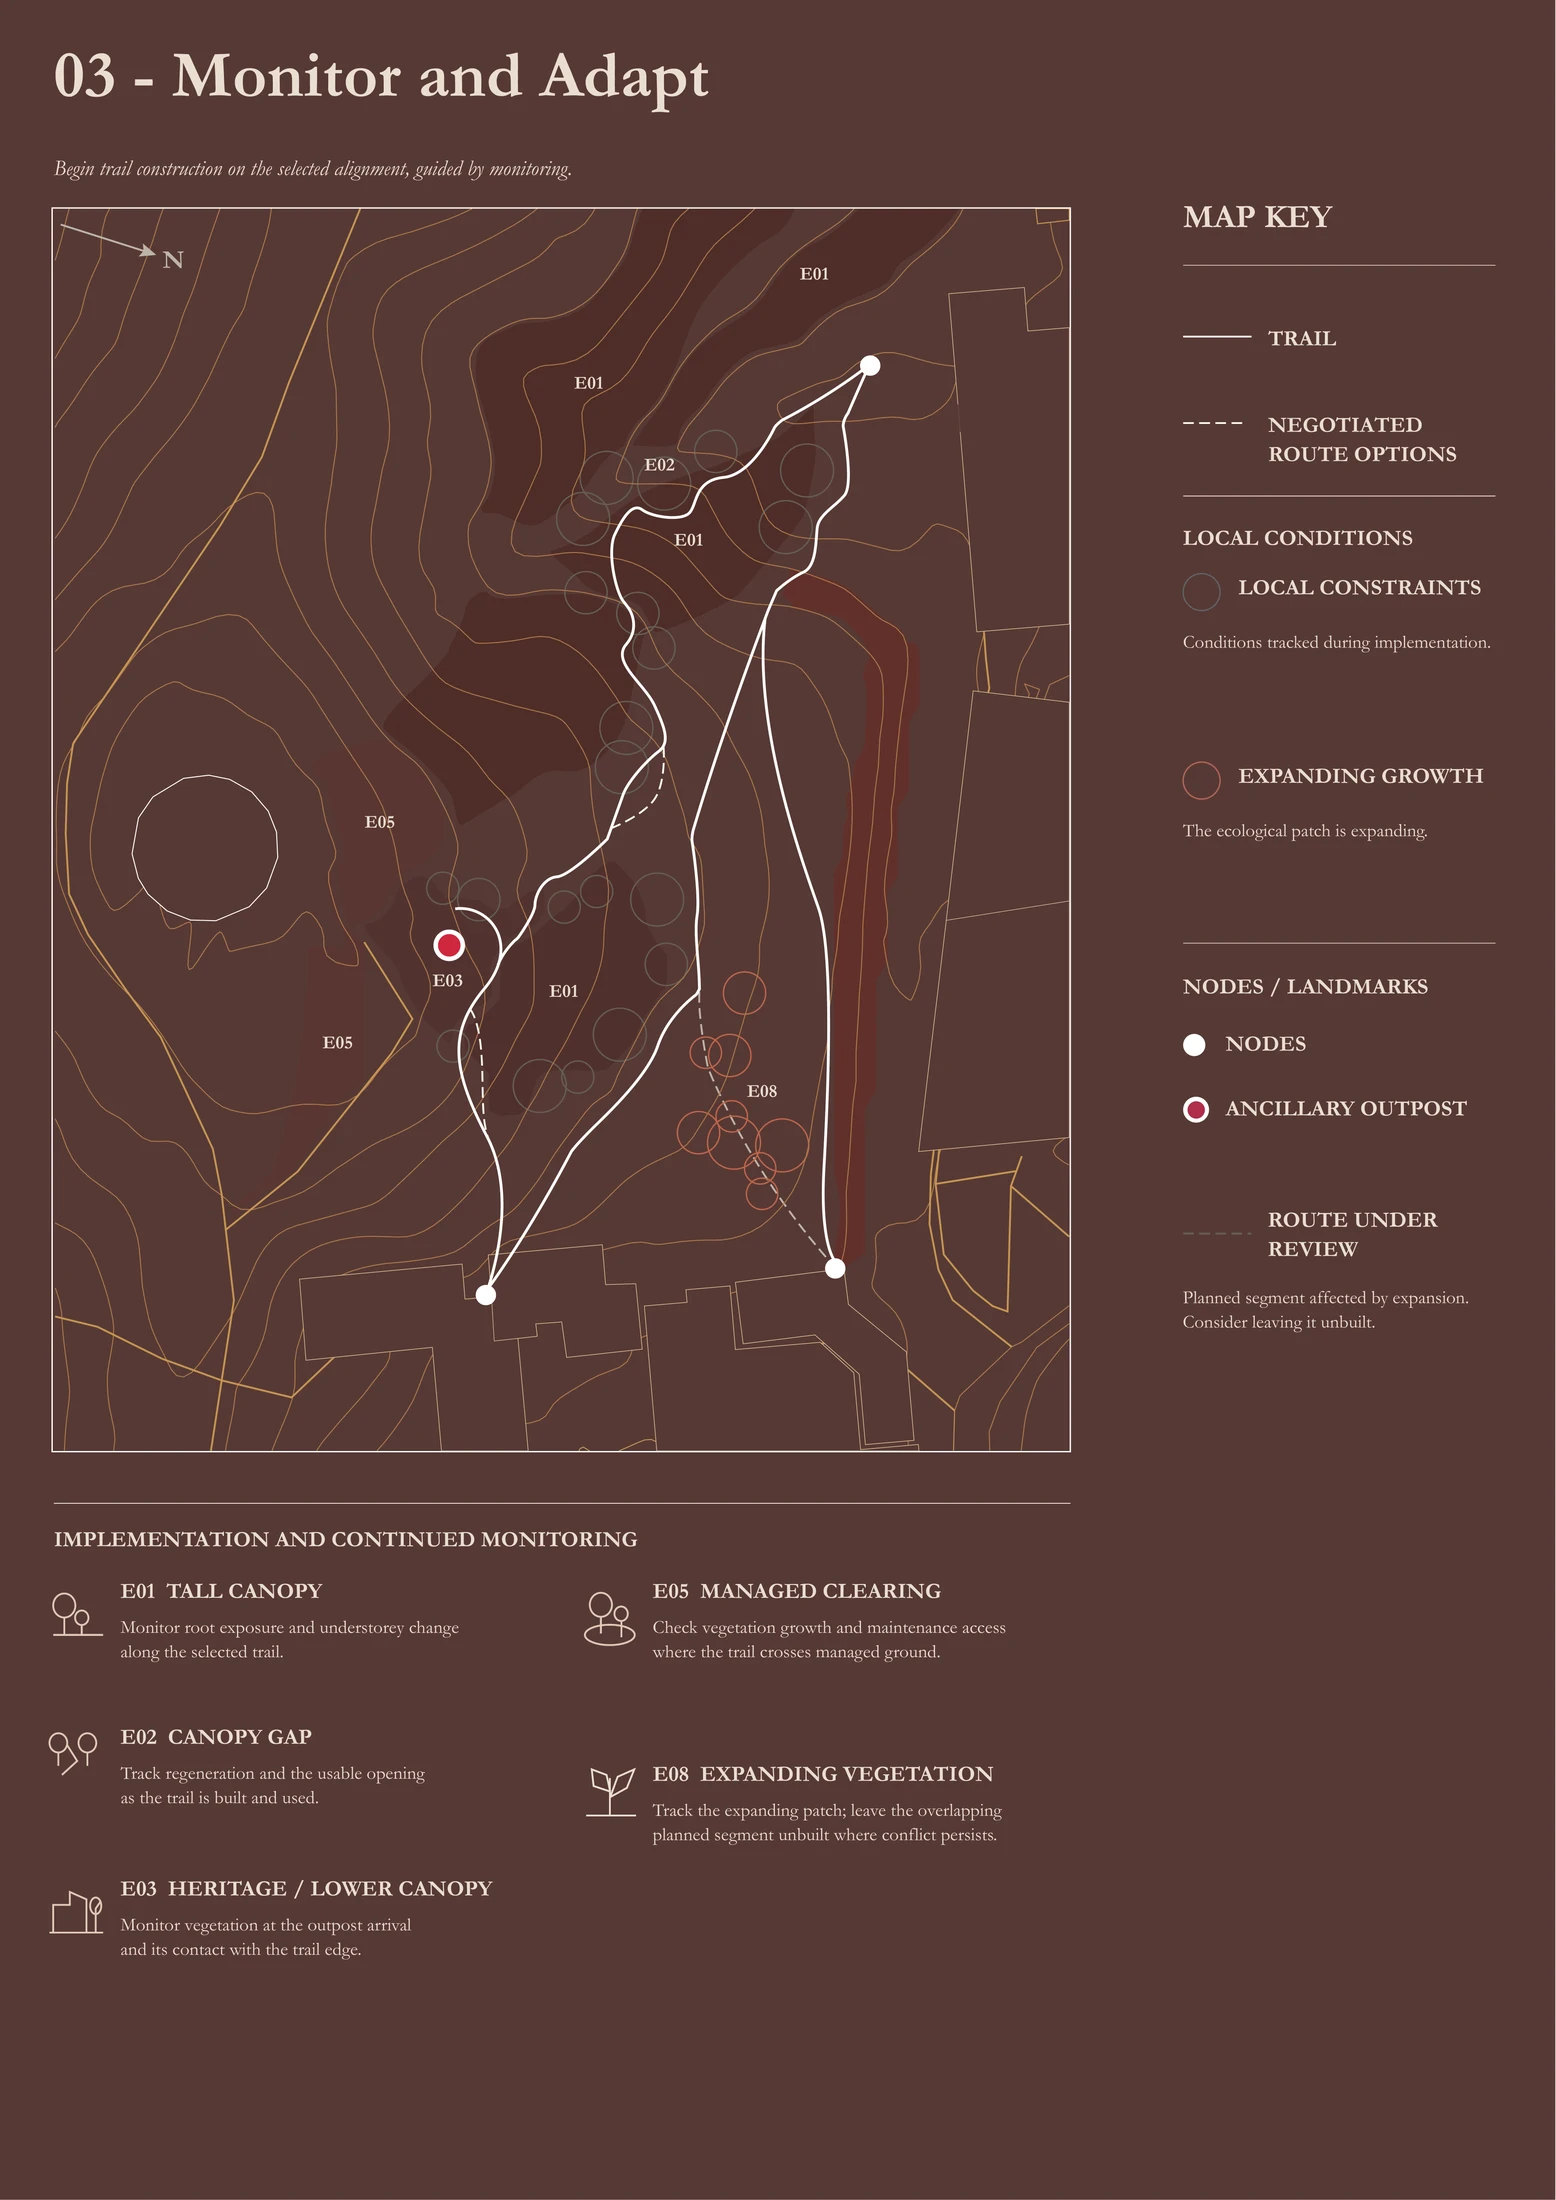 03 - Monitor and Adapt
Begin trail construction on the selected alignment, guided by monitoring.
N
E01
E01
E02
E01
E05
E03
E01
E05
E08
MAP KEY
TRAIL
NEGOTIATED
ROUTE OPTIONS
LOCAL CONDITIONS
LOCAL CONSTRAINTS
Conditions tracked during implementation.
EXPANDING GROWTH
The ecological patch is expanding.
NODES / LANDMARKS
NODES
ANCILLARY OUTPOST
ROUTE UNDER
REVIEW
Planned segment affected by expansion.
Consider leaving it unbuilt.
IMPLEMENTATION AND CONTINUED MONITORING
E01 TALL CANOPY
Monitor root exposure and understorey change
along the selected trail.
E02 CANOPY GAP
Track regeneration and the usable opening
as the trail is built and used.
E03 HERITAGE / LOWER CANOPY
Monitor vegetation at the outpost arrival
and its contact with the trail edge.
E05 MANAGED CLEARING
Check vegetation growth and maintenance access
where the trail crosses managed ground.
E08 EXPANDING VEGETATION
Track the expanding patch; leave the overlapping
planned segment unbuilt where conflict persists.